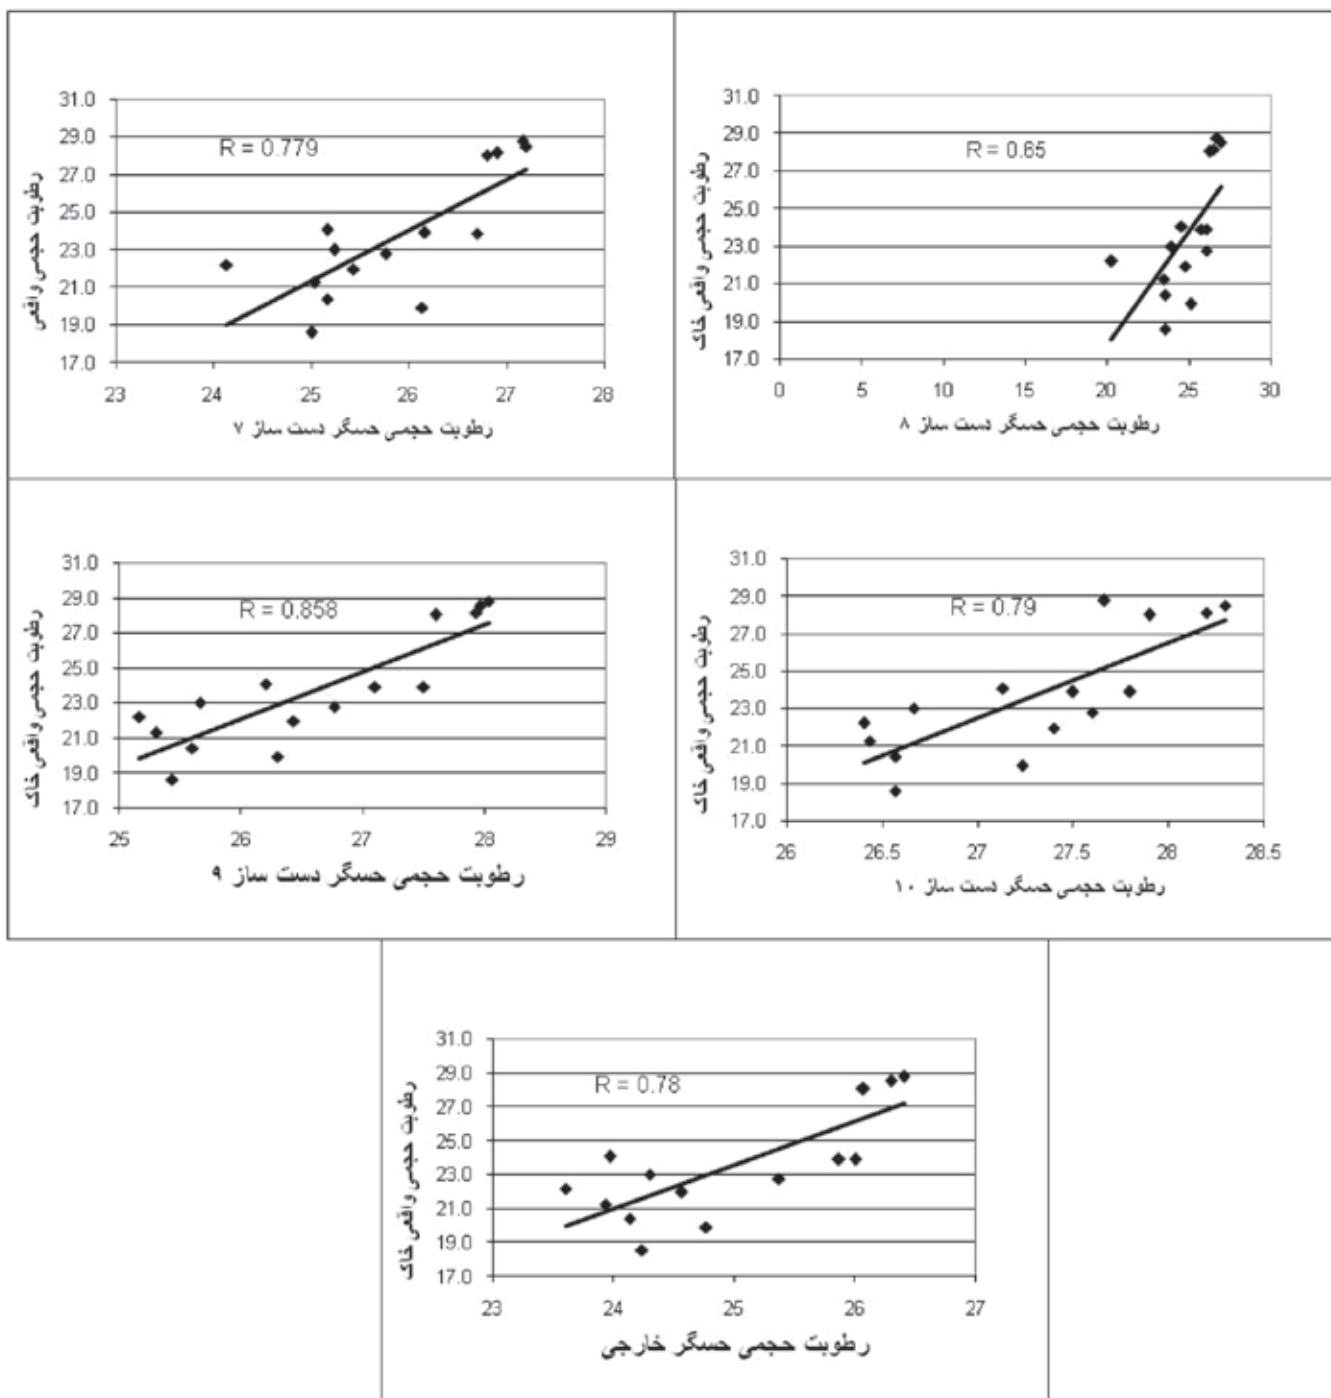 31.0
29.0
27.0
25.0
23.0
21.0
19.0
17.0
R = 0.779
23 24 25 26 27 28
رطوبت حجمی واقعی
رطوبت حجمی حسگر دست ساز ۷
31.0
29.0
27.0
25.0
23.0
21.0
19.0
17.0
R = 0.65
0 5 10 15 20 25 30
رطوبت حجمی واقعی خاک
رطوبت حجمی حسگر دست ساز ۸
31.0
29.0
27.0
25.0
23.0
21.0
19.0
17.0
R = 0.858
25 26 27 28 29
رطوبت حجمی واقعی خاک
رطوبت حجمی حسگر دست ساز ۹
31.0
29.0
27.0
25.0
23.0
21.0
19.0
17.0
R = 0.79
26 26.5 27 27.5 28 28.5
رطوبت حجمی واقعی خاک
رطوبت حجمی حسگر دست ساز ۱۰
31.0
29.0
27.0
25.0
23.0
21.0
19.0
17.0
R = 0.78
23 24 25 26 27
رطوبت حجمی واقعی خاک
رطوبت حجمی حسگر خارجی